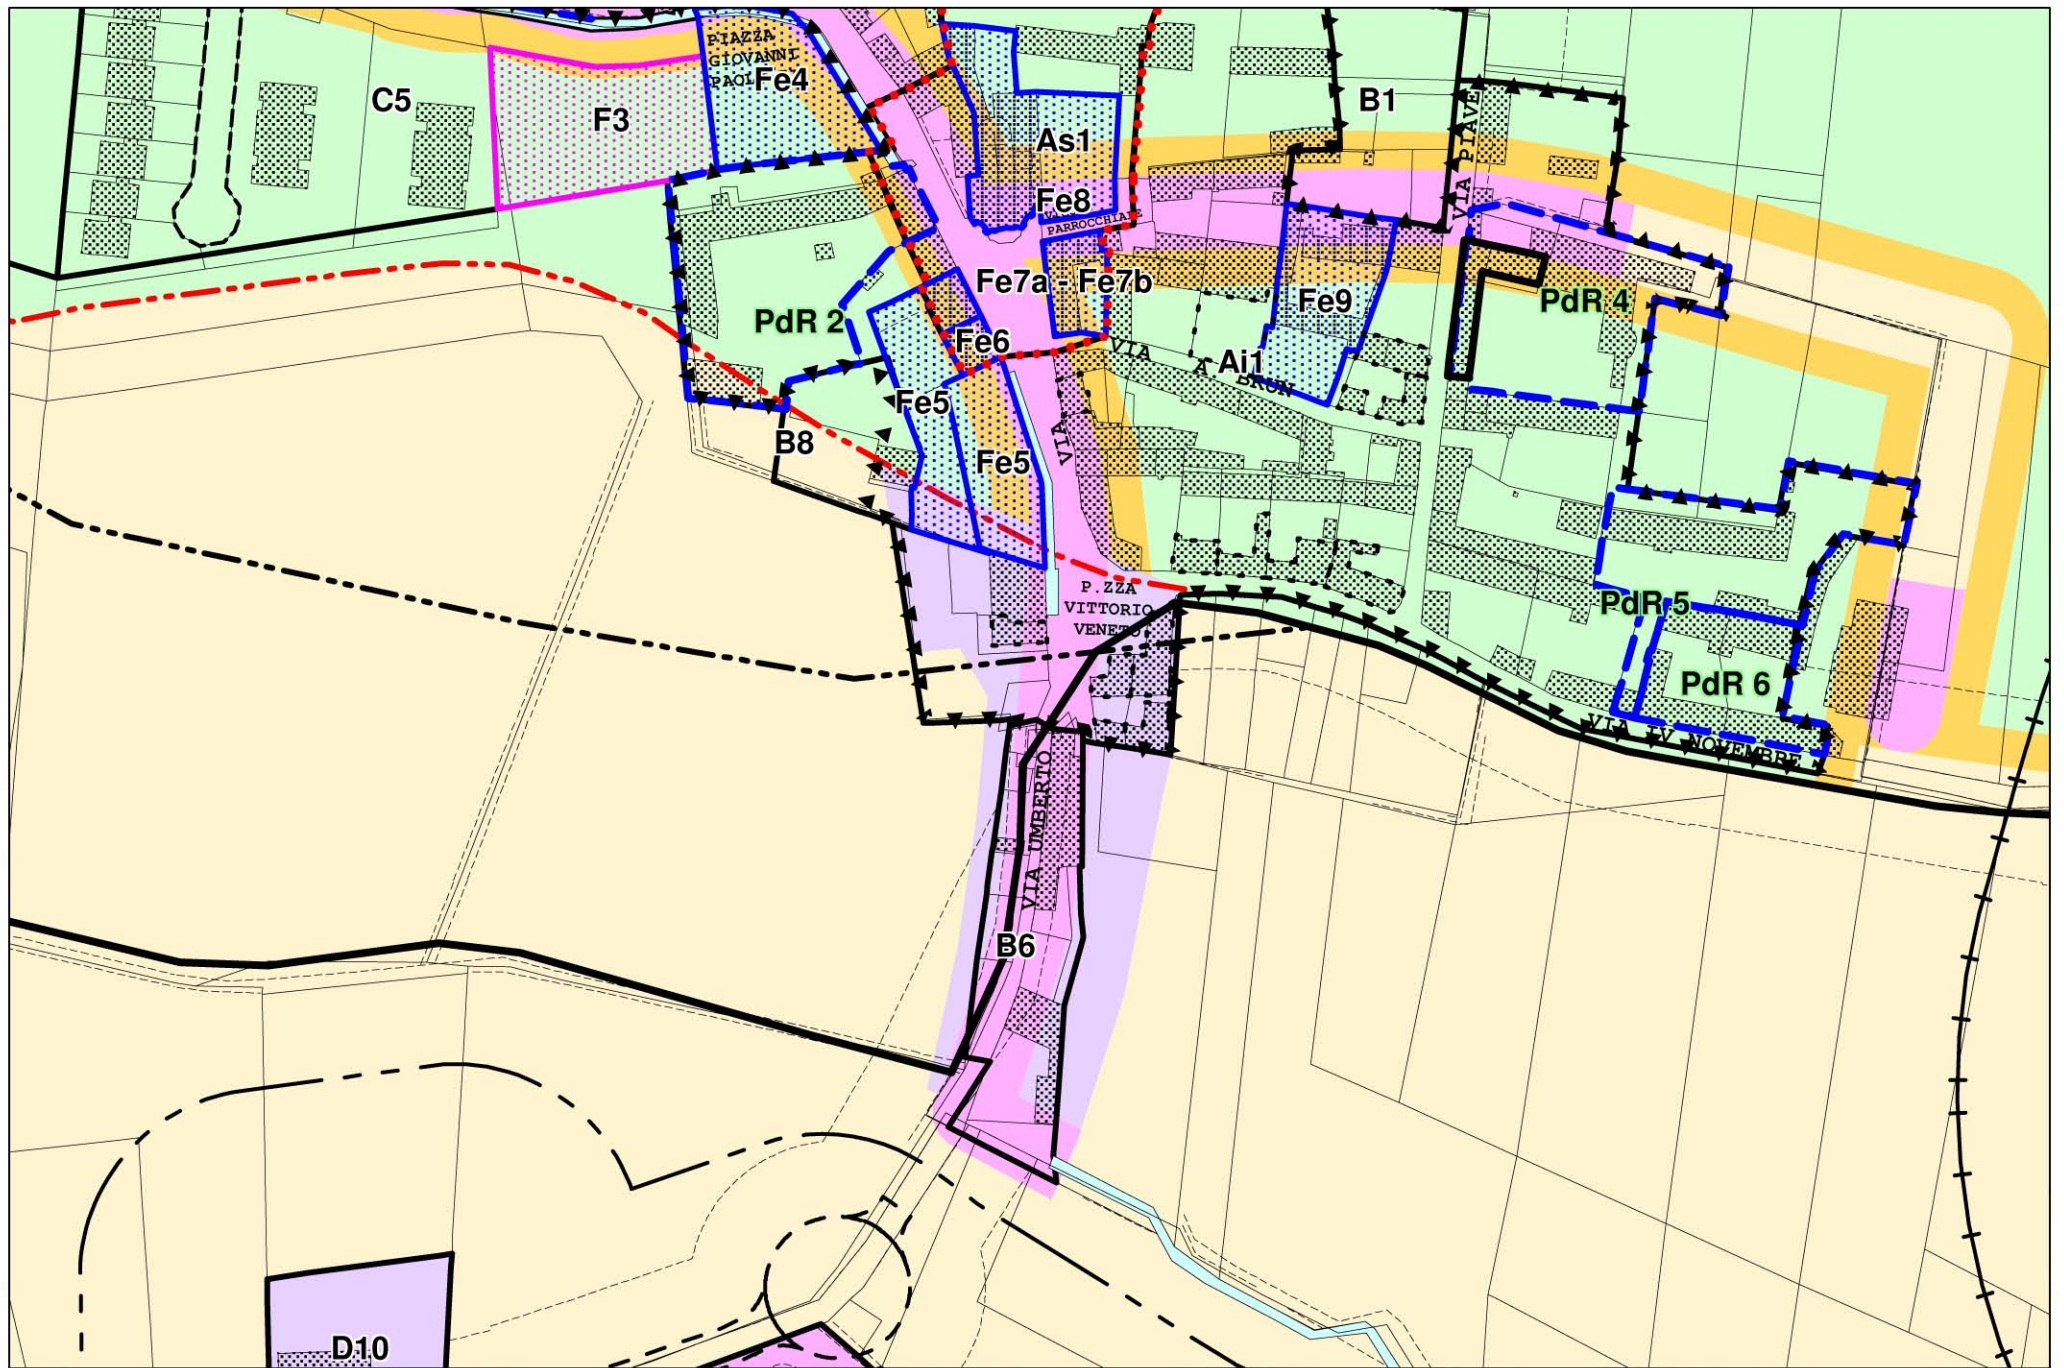 PIAZZA
GIOVANNI
Fe4
C5
F3
B1
VIA PIAVE
As1
Fe8
PARROCCHIALE
Fe7a - Fe7b
Fe9
PdR 4
PdR 2
Fe6
VIA A BRUN
Ai1
Fe5
B8
VIA
Fe5
P.ZZA
VITTORIO
VENETO
PdR 5
PdR 6
VIA IV NOVEMBRE
VIA UMBERTO
B6
D10